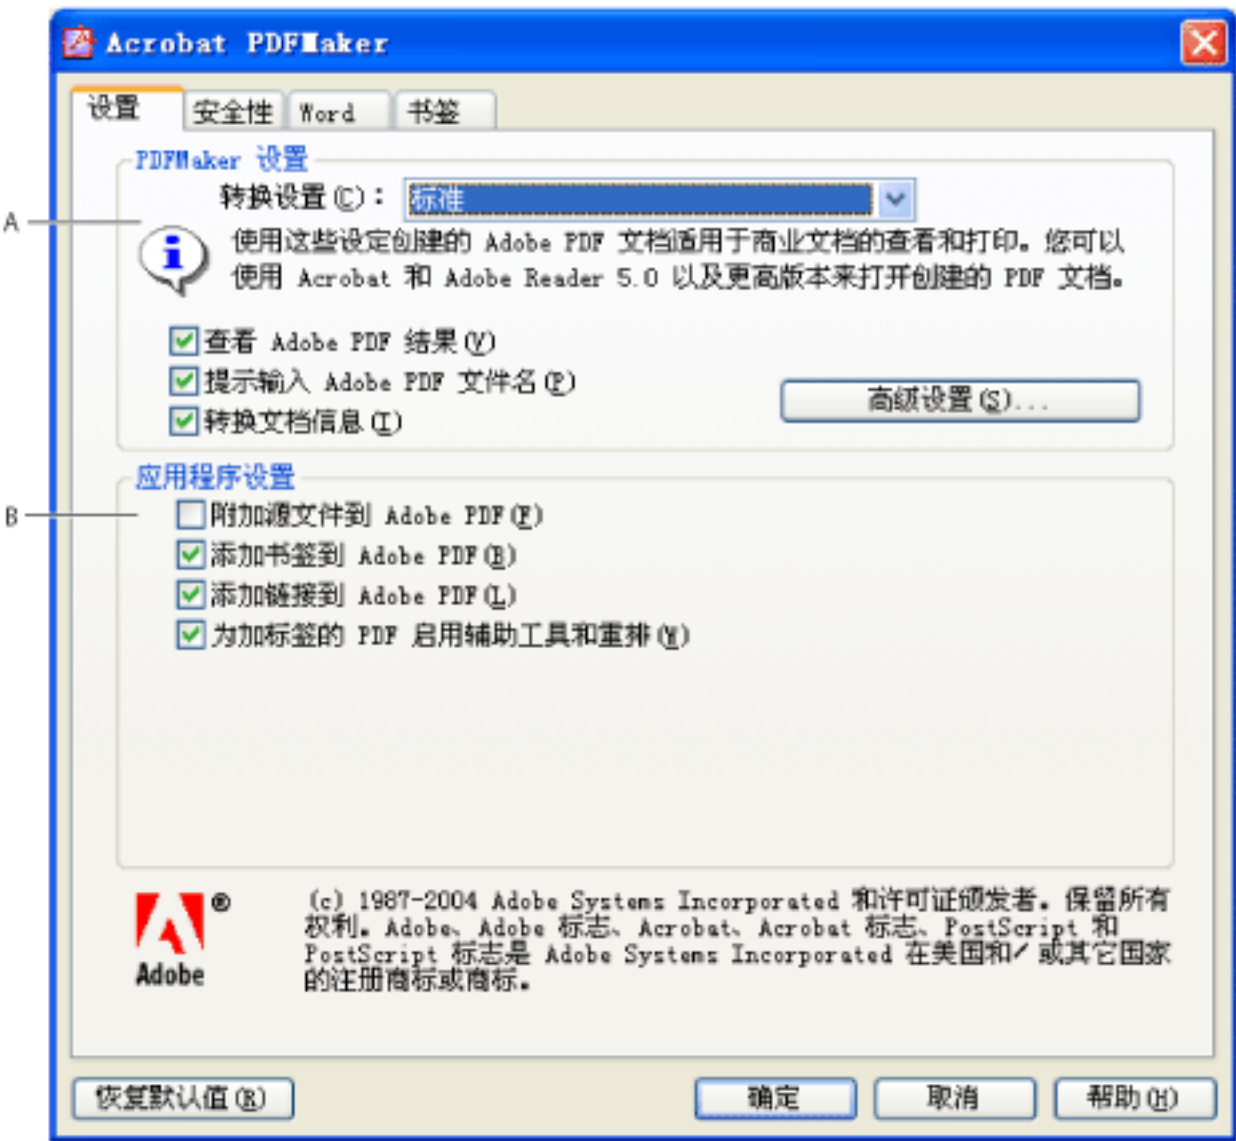 Acrobat PDFMaker
设置 安全性 Word 书签
PDFMaker 设置
转换设置(C): 标准
A
使用这些设定创建的 Adobe PDF 文档适用于商业文档的查看和打印。您可以
使用 Acrobat 和 Adobe Reader 5.0 以及更高版本来打开创建的 PDF 文档。
查看 Adobe PDF 结果(V)
提示输入 Adobe PDF 文件名(P)
高级设置(S)...
转换文档信息(I)
应用程序设置
B
附加源文件到 Adobe PDF(F)
添加书签到 Adobe PDF(B)
添加链接到 Adobe PDF(L)
为加标签的 PDF 启用辅助工具和重排(W)
Adobe ®
(c) 1987-2004 Adobe Systems Incorporated 和许可证颁发者。保留所有
权利。Adobe、Adobe 标志、Acrobat、Acrobat 标志、PostScript 和
PostScript 标志是 Adobe Systems Incorporated 在美国和/ 或其它国家
的注册商标或商标。
恢复默认值(R) 确定 取消 帮助(H)